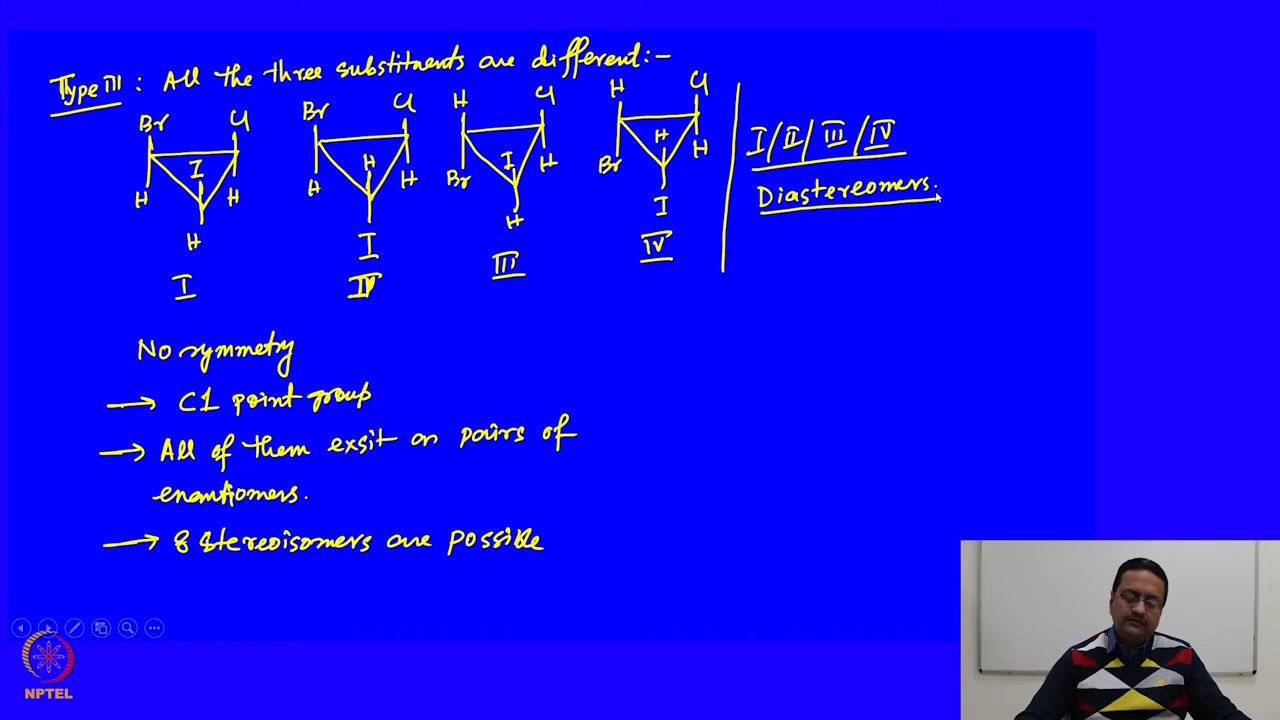 Type III : All the three substituents are different:-
Br Cl Br Cl H Cl H Cl
I H I H
H H H H Br H Br H
H I H I
I II III IV
I/II/III/IV
Diastereomers.
No symmetry
→ C1 point group
→ All of them exsit as pairs of
enantiomers.
→ 8 stereoisomers are possible
NPTEL